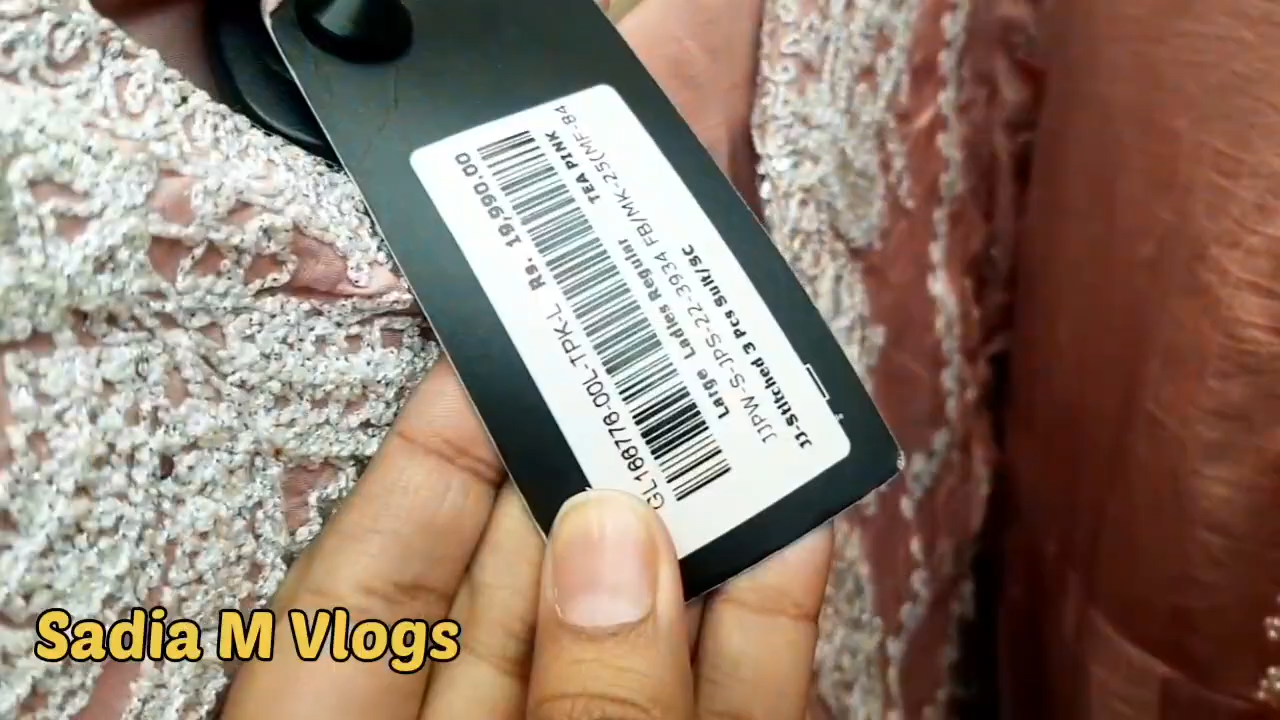 JJ-Stitched 3 Pcs Suit/SC
JJPW-S-JPS-22-3934 FB/MK-25(MF-84
Large Ladies Regular TEA PINK
GL166776-00L-TPK-L Rs. 19,990.00
Sadia M Vlogs